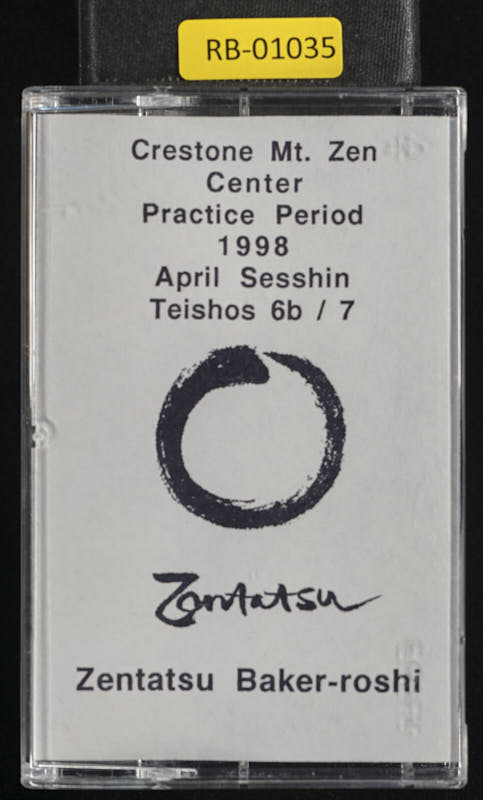 RB-01035
Crestone Mt. Zen
Center
Practice Period
1998
April Sesshin
Teishos 6b / 7
Zentatsu
Zentatsu Baker-roshi